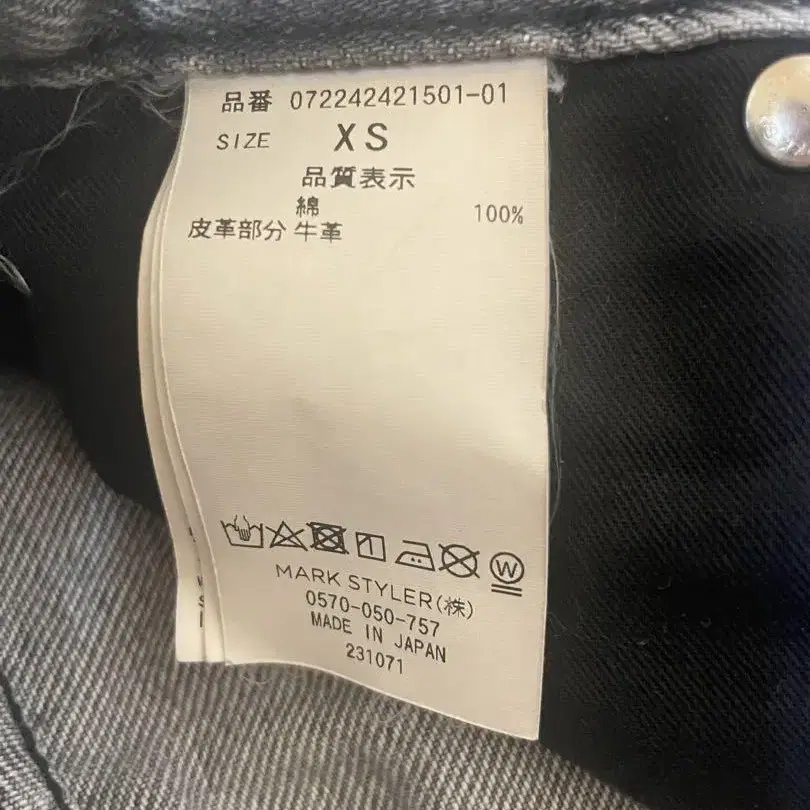 品番 072242421501-01
SIZE XS
品質表示
綿 100%
皮革部分 牛革
W
MARK STYLER(株)
0570-050-757
MADE IN JAPAN
231071